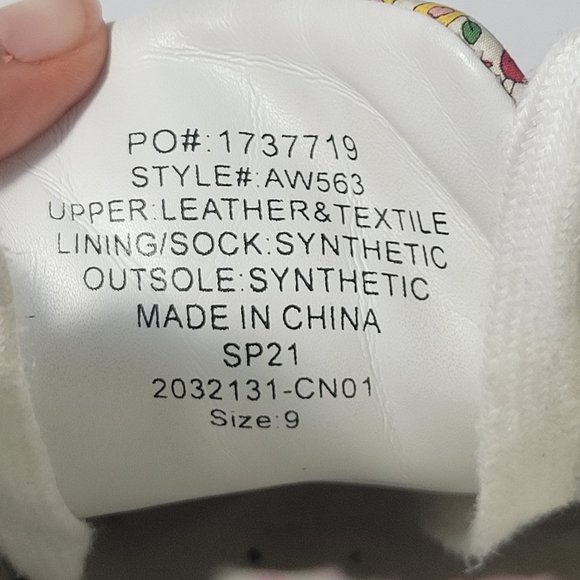 PO#:1737719
STYLE#:AW563
UPPER:LEATHER&TEXTILE
LINING/SOCK:SYNTHETIC
OUTSOLE:SYNTHETIC
MADE IN CHINA
SP21
2032131-CN01
Size:9